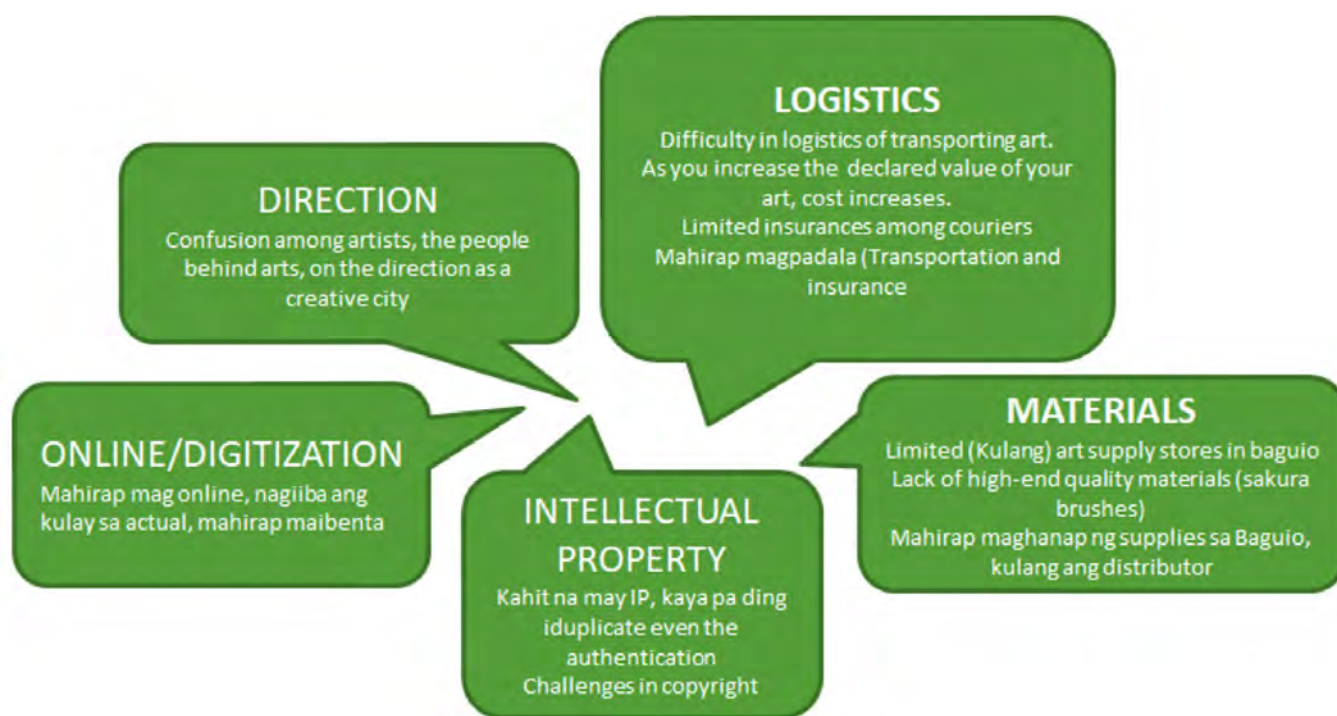 LOGISTICS
Difficulty in logistics of transporting art.
As you increase the declared value of your
art, cost increases.
Limited insurances among couriers
Mahirap magpadala (Transportation and
insurance
DIRECTION
Confusion among artists, the people
behind arts, on the direction as a
creative city
ONLINE/DIGITIZATION
Mahirap mag online, nagiiba ang
kulay sa actual, mahirap maibenta
INTELLECTUAL
PROPERTY
Kahit na may IP, kaya pa ding
iduplicate even the
authentication
Challenges in copyright
MATERIALS
Limited (Kulang) art supply stores in baguio
Lack of high-end quality materials (sakura
brushes)
Mahirap maghanap ng supplies sa Baguio,
kulang ang distributor